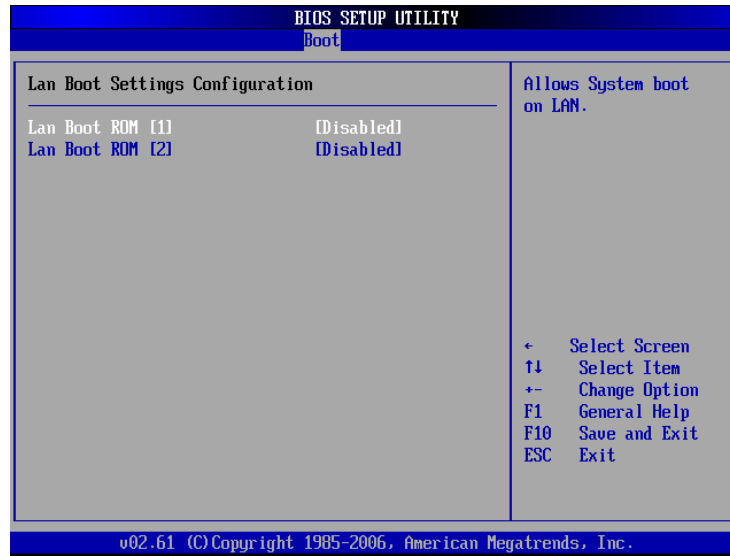 BIOS SETUP UTILITY
Boot
Lan Boot Settings Configuration
Lan Boot ROM [1] [Disabled]
Lan Boot ROM [2] [Disabled]
Allows System boot
on LAN.
← Select Screen
↑↓ Select Item
+- Change Option
F1 General Help
F10 Save and Exit
ESC Exit
v02.61 (C)Copyright 1985-2006, American Megatrends, Inc.